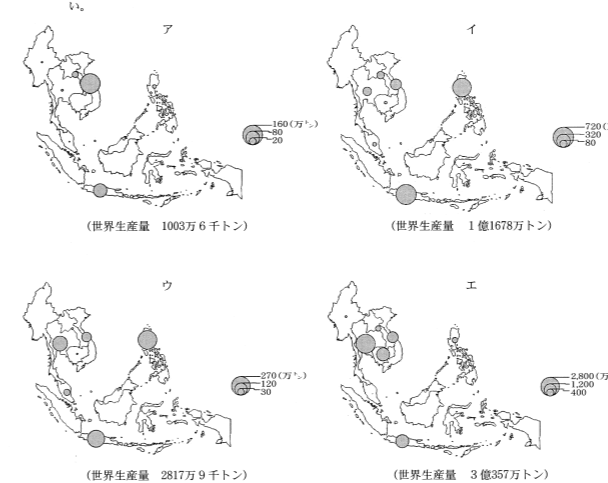 い。
ア
160(万トン)
80
20
(世界生産量 1003万6千トン)
イ
720(
320
80
(世界生産量 1億1678万トン)
ウ
270(万トン)
120
30
(世界生産量 2817万9千トン)
エ
2,800(万
1,200
400
(世界生産量 3億357万トン)